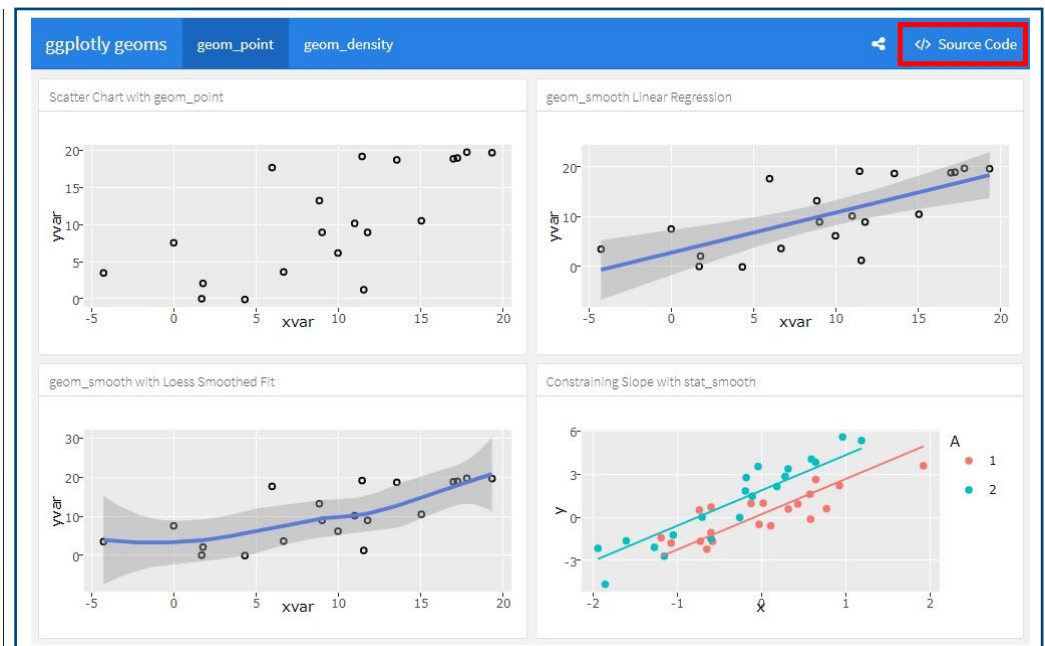 ggplotly geoms geom_point geom_density </> Source Code
Scatter Chart with geom_point
20
15
10
5
0
yvar
-5 0 5 10 15 20
xvar
geom_smooth Linear Regression
20
10
0
yvar
-5 0 5 10 15 20
xvar
geom_smooth with Loess Smoothed Fit
30
20
10
0
yvar
-5 0 5 10 15 20
xvar
Constraining Slope with stat_smooth
6
3
0
-3
y
-2 -1 0 1 2
x
A
1
2